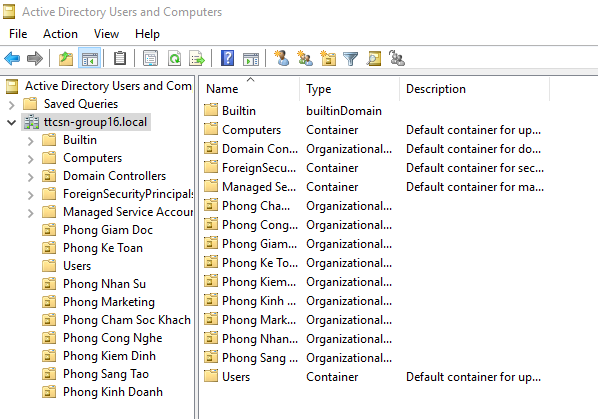 Active Directory Users and Computers
File Action View Help
Active Directory Users and Com
Saved Queries
ttcsn-group16.local
Builtin
Computers
Domain Controllers
ForeignSecurityPrincipals
Managed Service Accour
Phong Giam Doc
Phong Ke Toan
Users
Phong Nhan Su
Phong Marketing
Phong Cham Soc Khach
Phong Cong Nghe
Phong Kiem Dinh
Phong Sang Tao
Phong Kinh Doanh
Name Type Description
Builtin builtinDomain
Computers Container Default container for up...
Domain Con... Organizational... Default container for do...
ForeignSecu... Container Default container for sec...
Managed Se... Container Default container for ma...
Phong Cha... Organizational...
Phong Cong... Organizational...
Phong Giam... Organizational...
Phong Ke To... Organizational...
Phong Kiem... Organizational...
Phong Kinh ... Organizational...
Phong Mark... Organizational...
Phong Nhan... Organizational...
Phong Sang ... Organizational...
Users Container Default container for up...